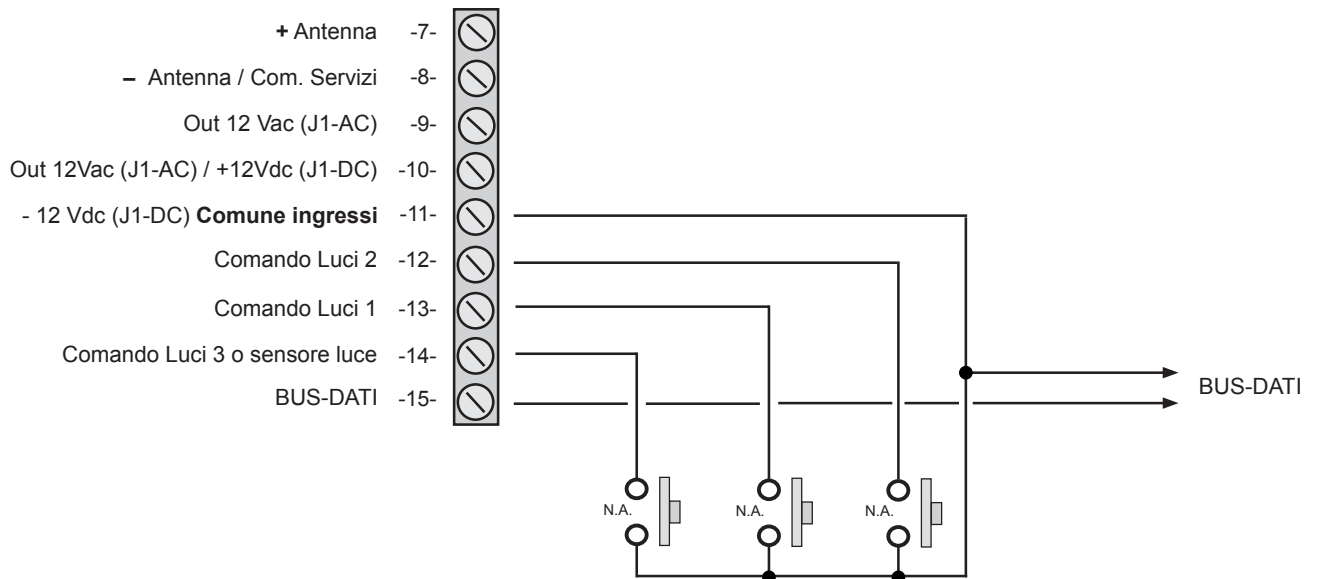 + Antenna -7-
– Antenna / Com. Servizi -8-
Out 12 Vac (J1-AC) -9-
Out 12Vac (J1-AC) / +12Vdc (J1-DC) -10-
- 12 Vdc (J1-DC) Comune ingressi -11-
Comando Luci 2 -12-
Comando Luci 1 -13-
Comando Luci 3 o sensore luce -14-
BUS-DATI -15-
BUS-DATI
N.A. N.A. N.A.